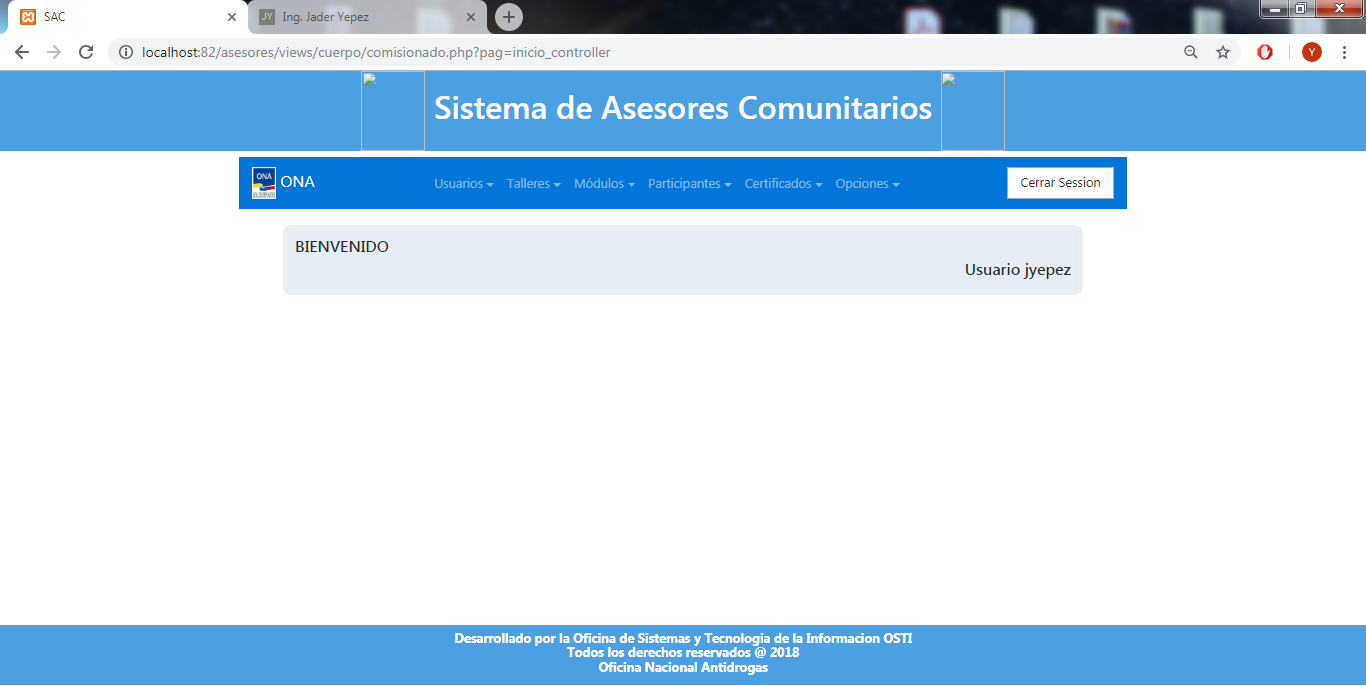 SAC
JY Ing. Jader Yepez
localhost:82/asesores/views/cuerpo/comisionado.php?pag=inicio_controller
Y
Sistema de Asesores Comunitarios
ONA
ONA
Usuarios Talleres Módulos Participantes Certificados Opciones
Cerrar Session
BIENVENIDO
Usuario jyepez
Desarrollado por la Oficina de Sistemas y Tecnologia de la Informacion OSTI
Todos los derechos reservados @ 2018
Oficina Nacional Antidrogas